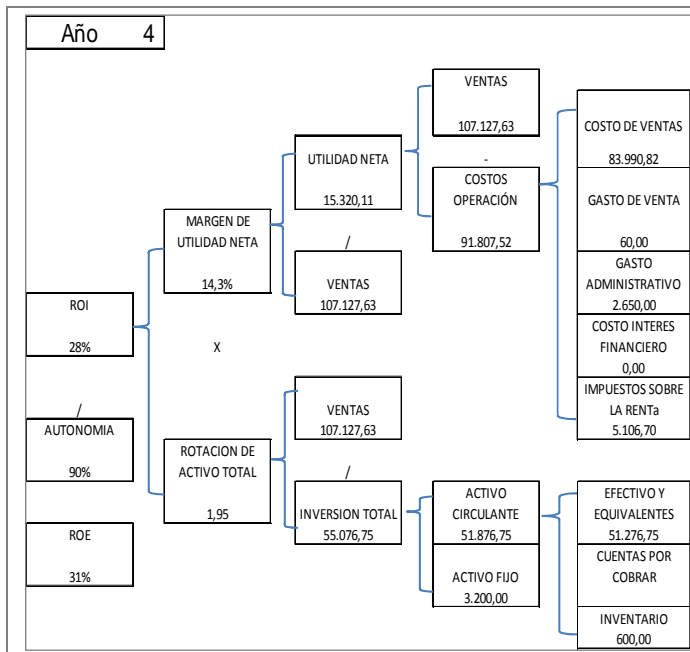 Año 4
VENTAS
107.127,63
-
COSTOS
OPERACIÓN
91.807,52
COSTO DE VENTAS
83.990,82
GASTO DE VENTA
60,00
GASTO
ADMINISTRATIVO
2.650,00
COSTO INTERES
FINANCIERO
0,00
IMPUESTOS SOBRE
LA RENTa
5.106,70
UTILIDAD NETA
15.320,11
/
VENTAS
107.127,63
MARGEN DE
UTILIDAD NETA
14,3%
X
ROI
28%
/
AUTONOMIA
90%
ROE
31%
ROTACION DE
ACTIVO TOTAL
1,95
VENTAS
107.127,63
/
INVERSION TOTAL
55.076,75
ACTIVO
CIRCULANTE
51.876,75
ACTIVO FIJO
3.200,00
EFECTIVO Y
EQUIVALENTES
51.276,75
CUENTAS POR
COBRAR
INVENTARIO
600,00